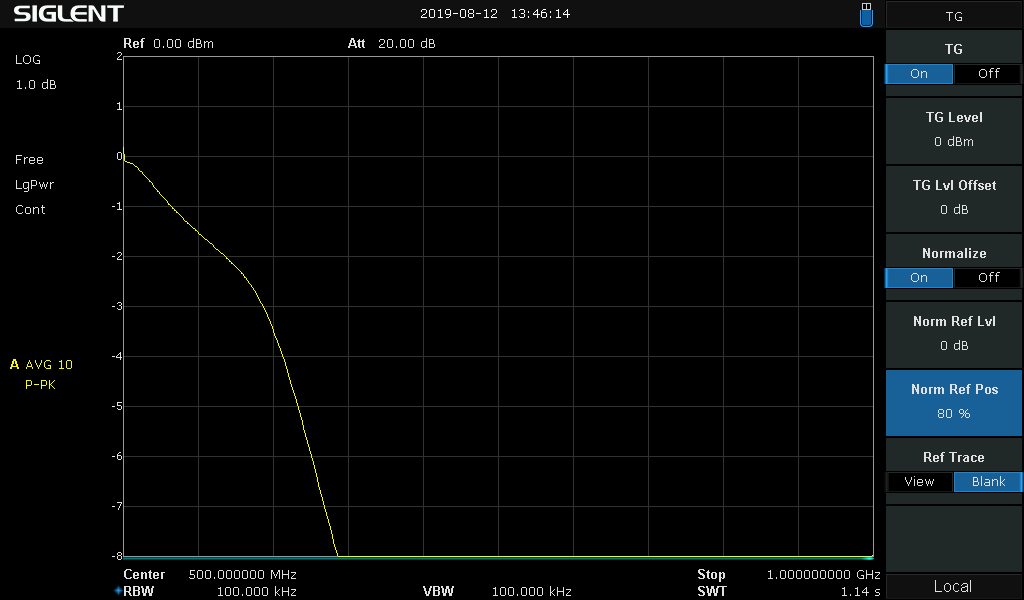 SIGLENT 2019-08-12 13:46:14 TG
Ref 0.00 dBm Att 20.00 dB
LOG
1.0 dB
Free
LgPwr
Cont
A AVG 10
P-PK
2
1
0
-1
-2
-3
-4
-5
-6
-7
-8
Center 500.000000 MHz Stop 1.000000000 GHz
RBW 100.000 kHz VBW 100.000 kHz SWT 1.14 s
TG
On Off
TG Level
0 dBm
TG Lvl Offset
0 dB
Normalize
On Off
Norm Ref Lvl
0 dB
Norm Ref Pos
80 %
Ref Trace
View Blank
Local